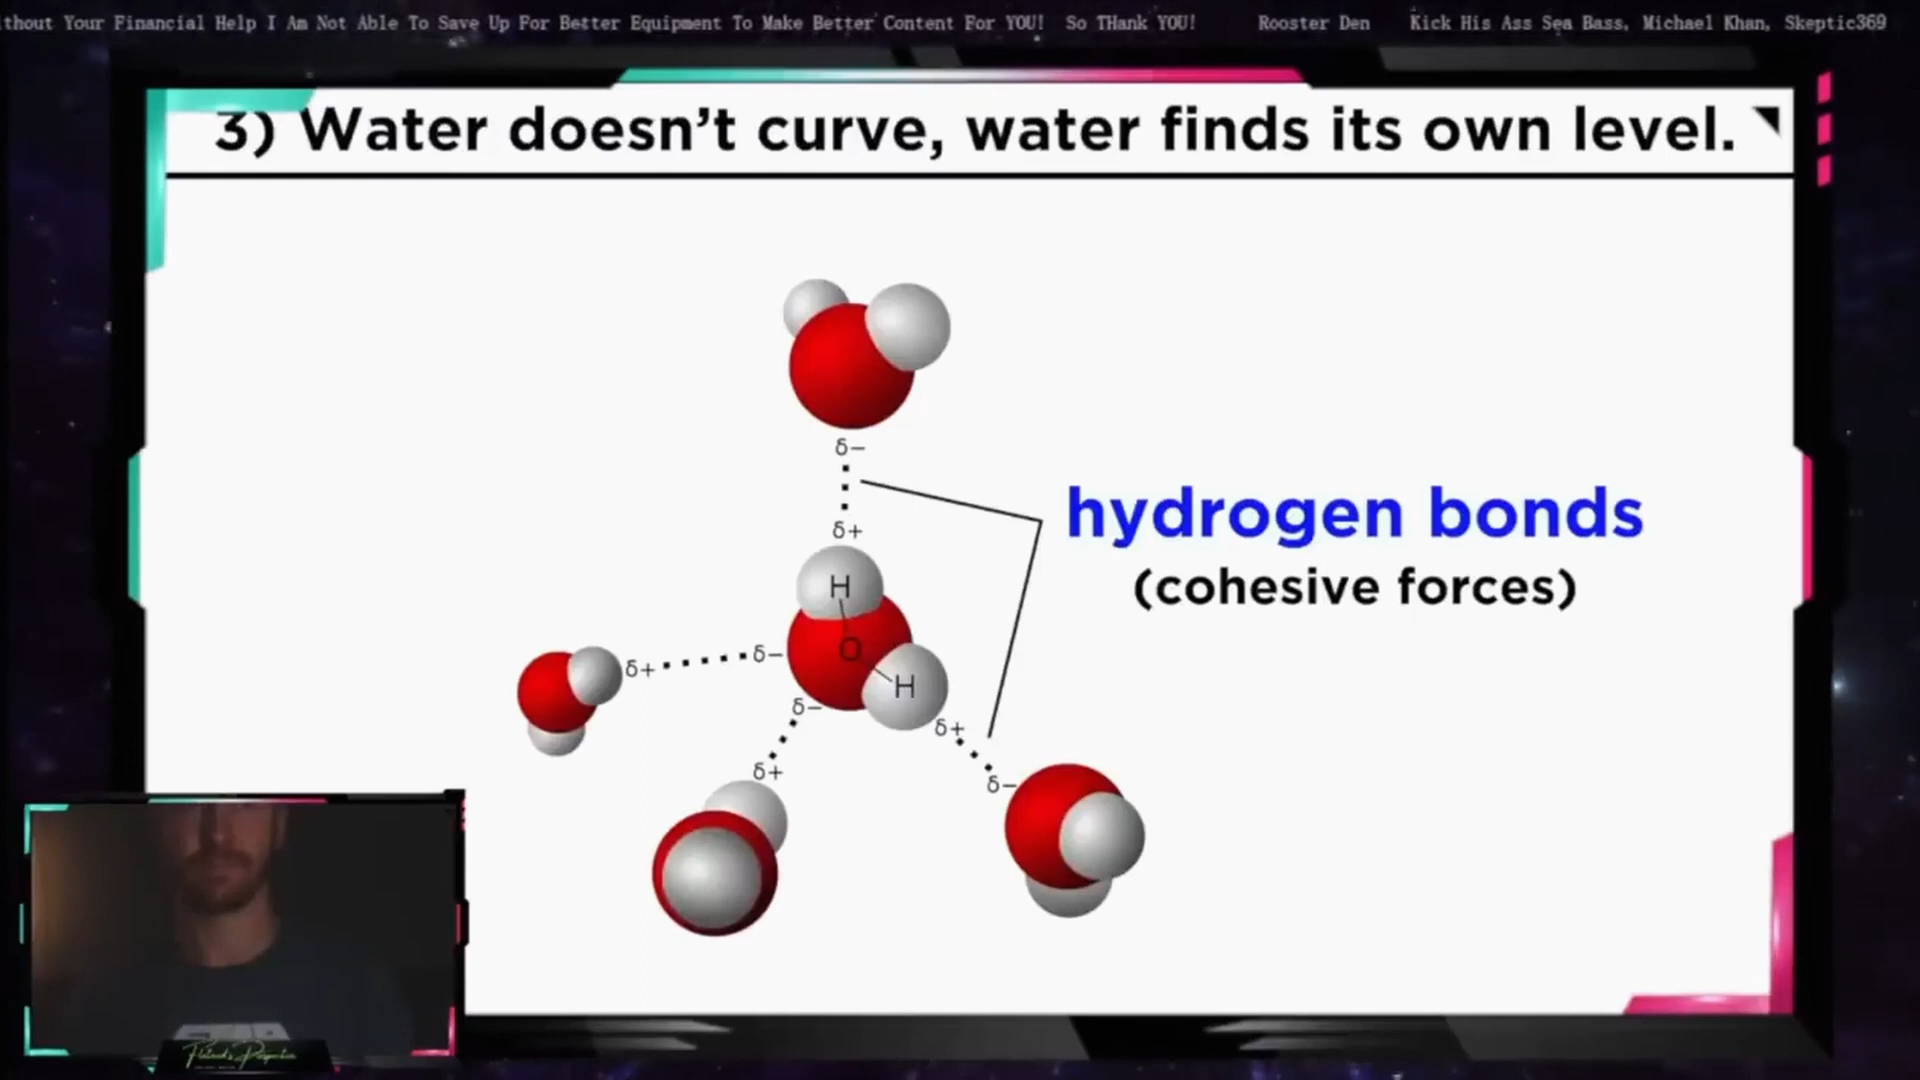 thout Your Financial Help I Am Not Able To Save Up For Better Equipment To Make Better Content For YOU! So THank YOU! Rooster Den Kick His Ass Sea Bass, Michael Khan, Skeptic369
3) Water doesn't curve, water finds its own level.
δ−
δ+
hydrogen bonds
(cohesive forces)
H
O
H
δ+
δ−
δ−
δ+
δ+
δ−